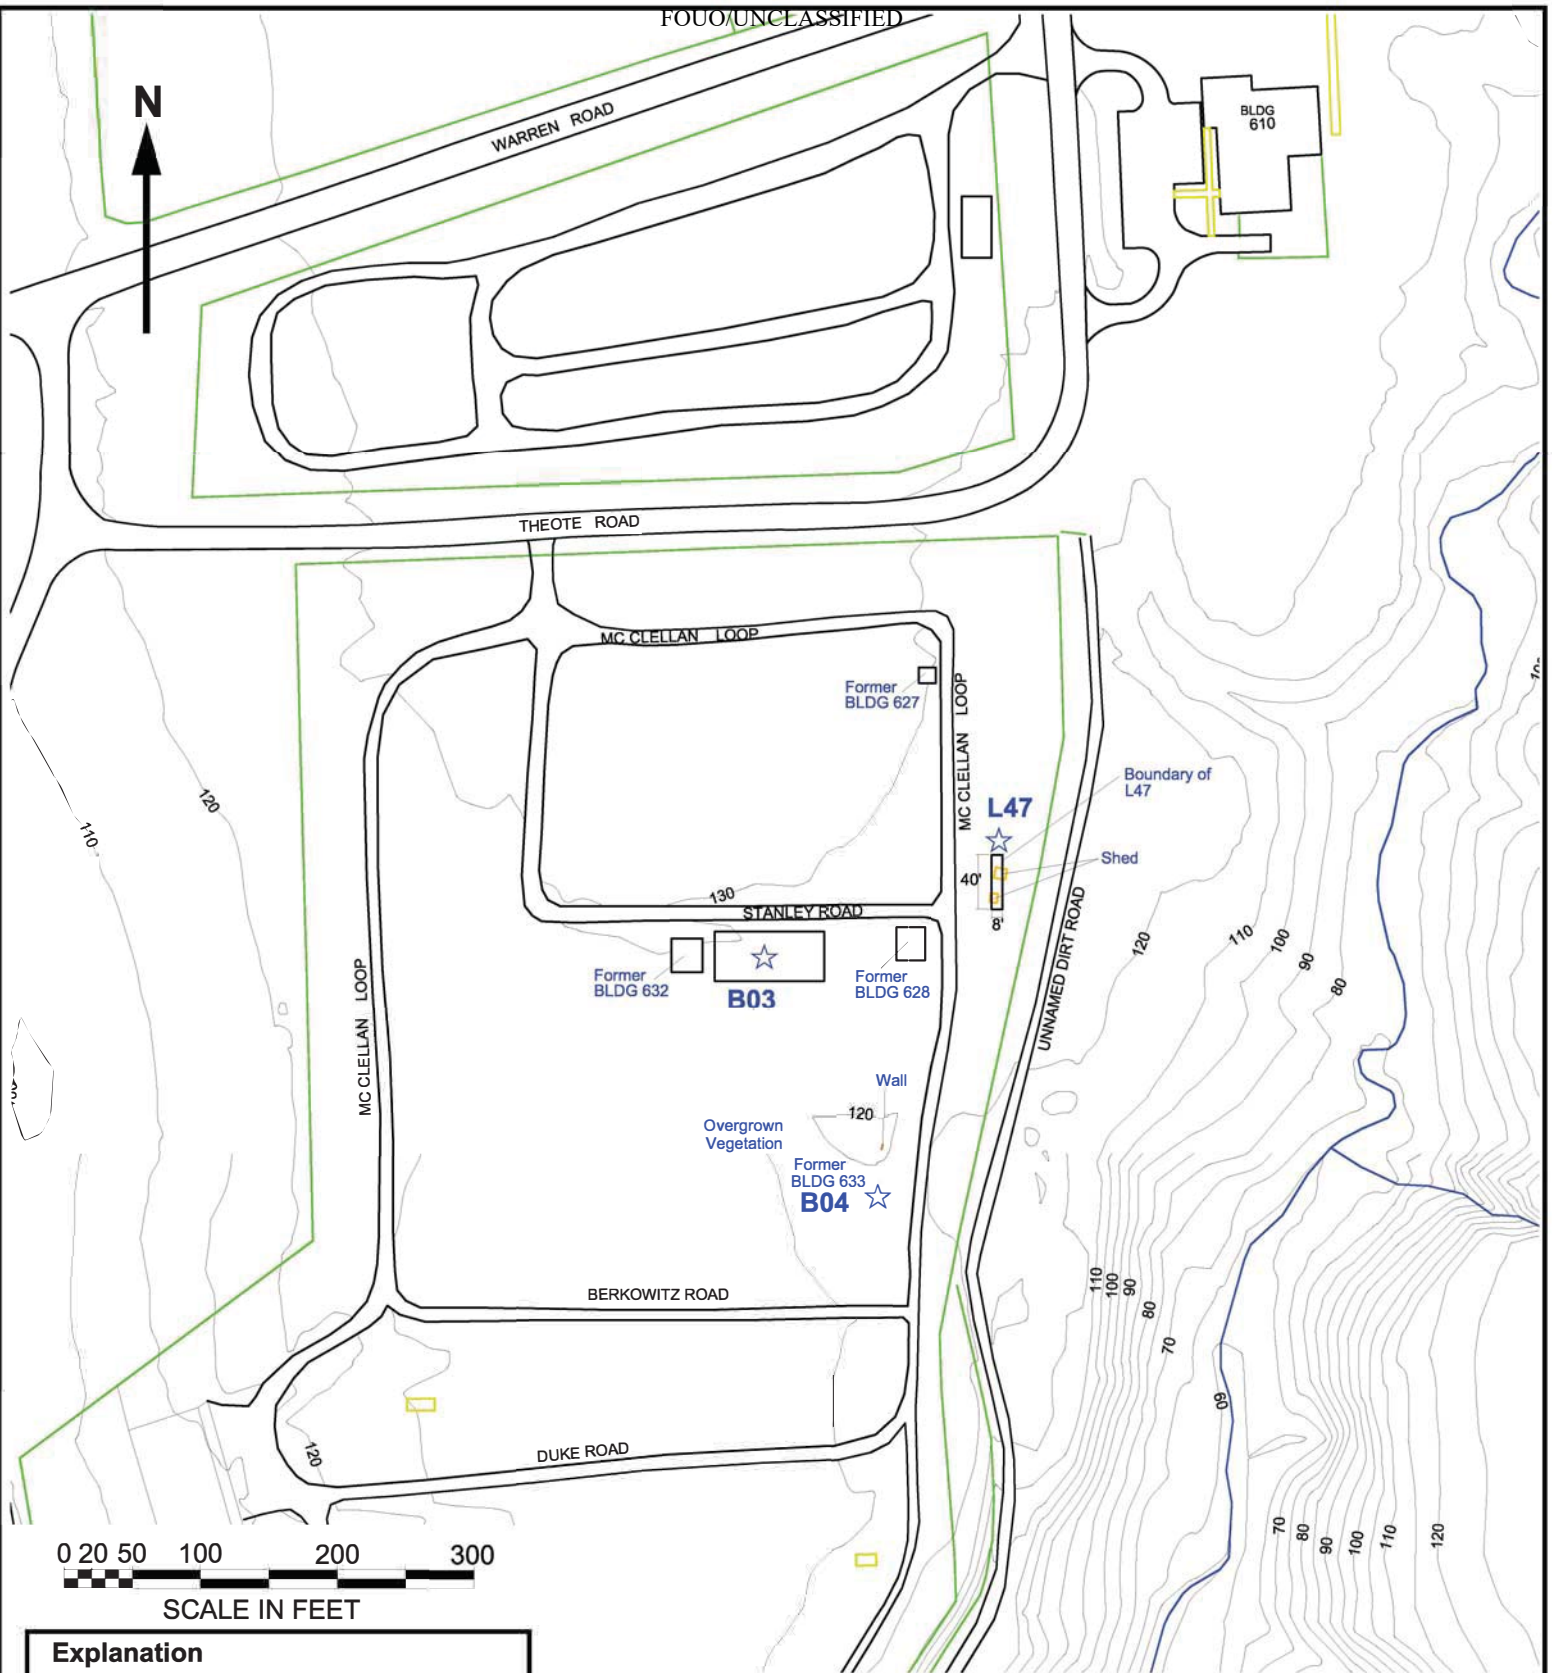 FOUO/UNCLASSIFIED
N
WARREN ROAD
BLDG
610
THEOTE ROAD
MC CLELLAN LOOP
Former
BLDG 627
MC CLELLAN LOOP
Boundary of
L47
L47
Shed
40'
8'
120
110
130
STANLEY ROAD
Former
BLDG 632
B03
Former
BLDG 628
UNNAMED DIRT ROAD
120
110
100
90
80
MC CLELLAN LOOP
Wall
120
Overgrown
Vegetation
Former
BLDG 633
B04
BERKOWITZ ROAD
110
100
90
80
70
60
DUKE ROAD
120
70
80
90
100
110
120
0 20 50 100 200 300
SCALE IN FEET
Explanation